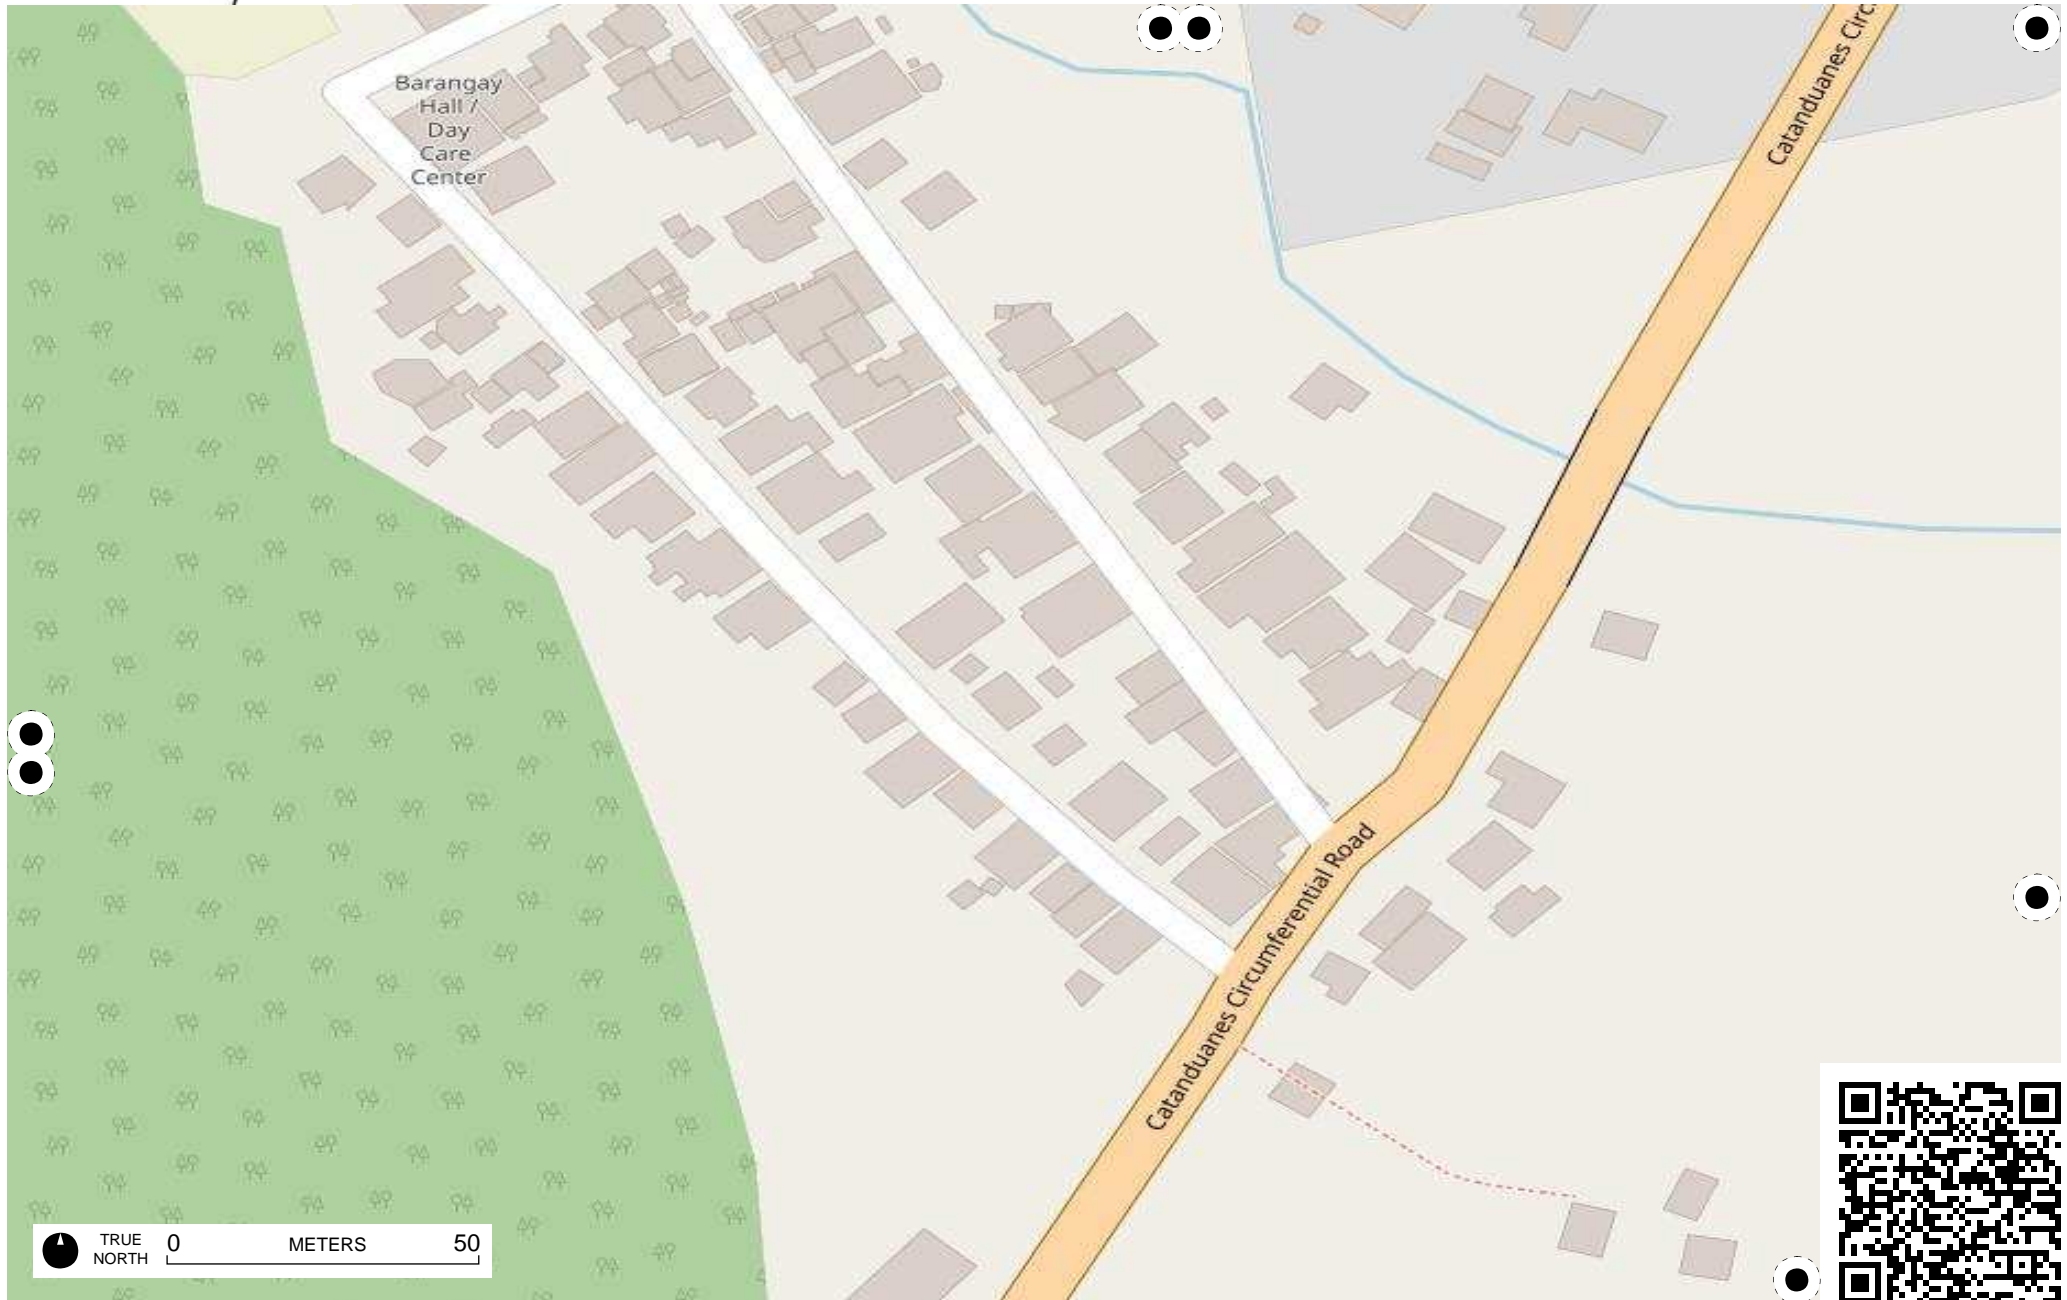 Catanduanes Circ
Barangay
Hall /
Day
Care
Center
Catanduanes Circumferential Road
TRUE
NORTH
0 METERS 50